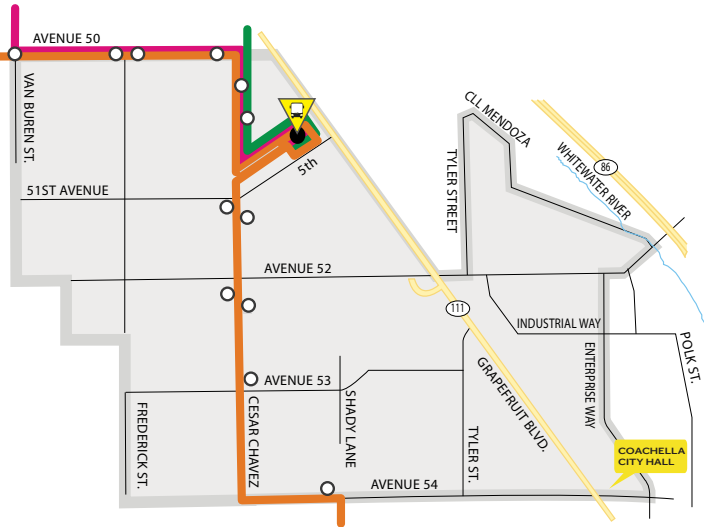 AVENUE 50
VAN BUREN ST.
CLL MENDOZA
WHITEWATER RIVER
86
TYLER STREET
5th
51ST AVENUE
AVENUE 52
111
INDUSTRIAL WAY
POLK ST.
ENTERPRISE WAY
GRAPEFRUIT BLVD.
AVENUE 53
SHADY LANE
CESAR CHAVEZ
FREDERICK ST.
TYLER ST.
COACHELLA
CITY HALL
AVENUE 54